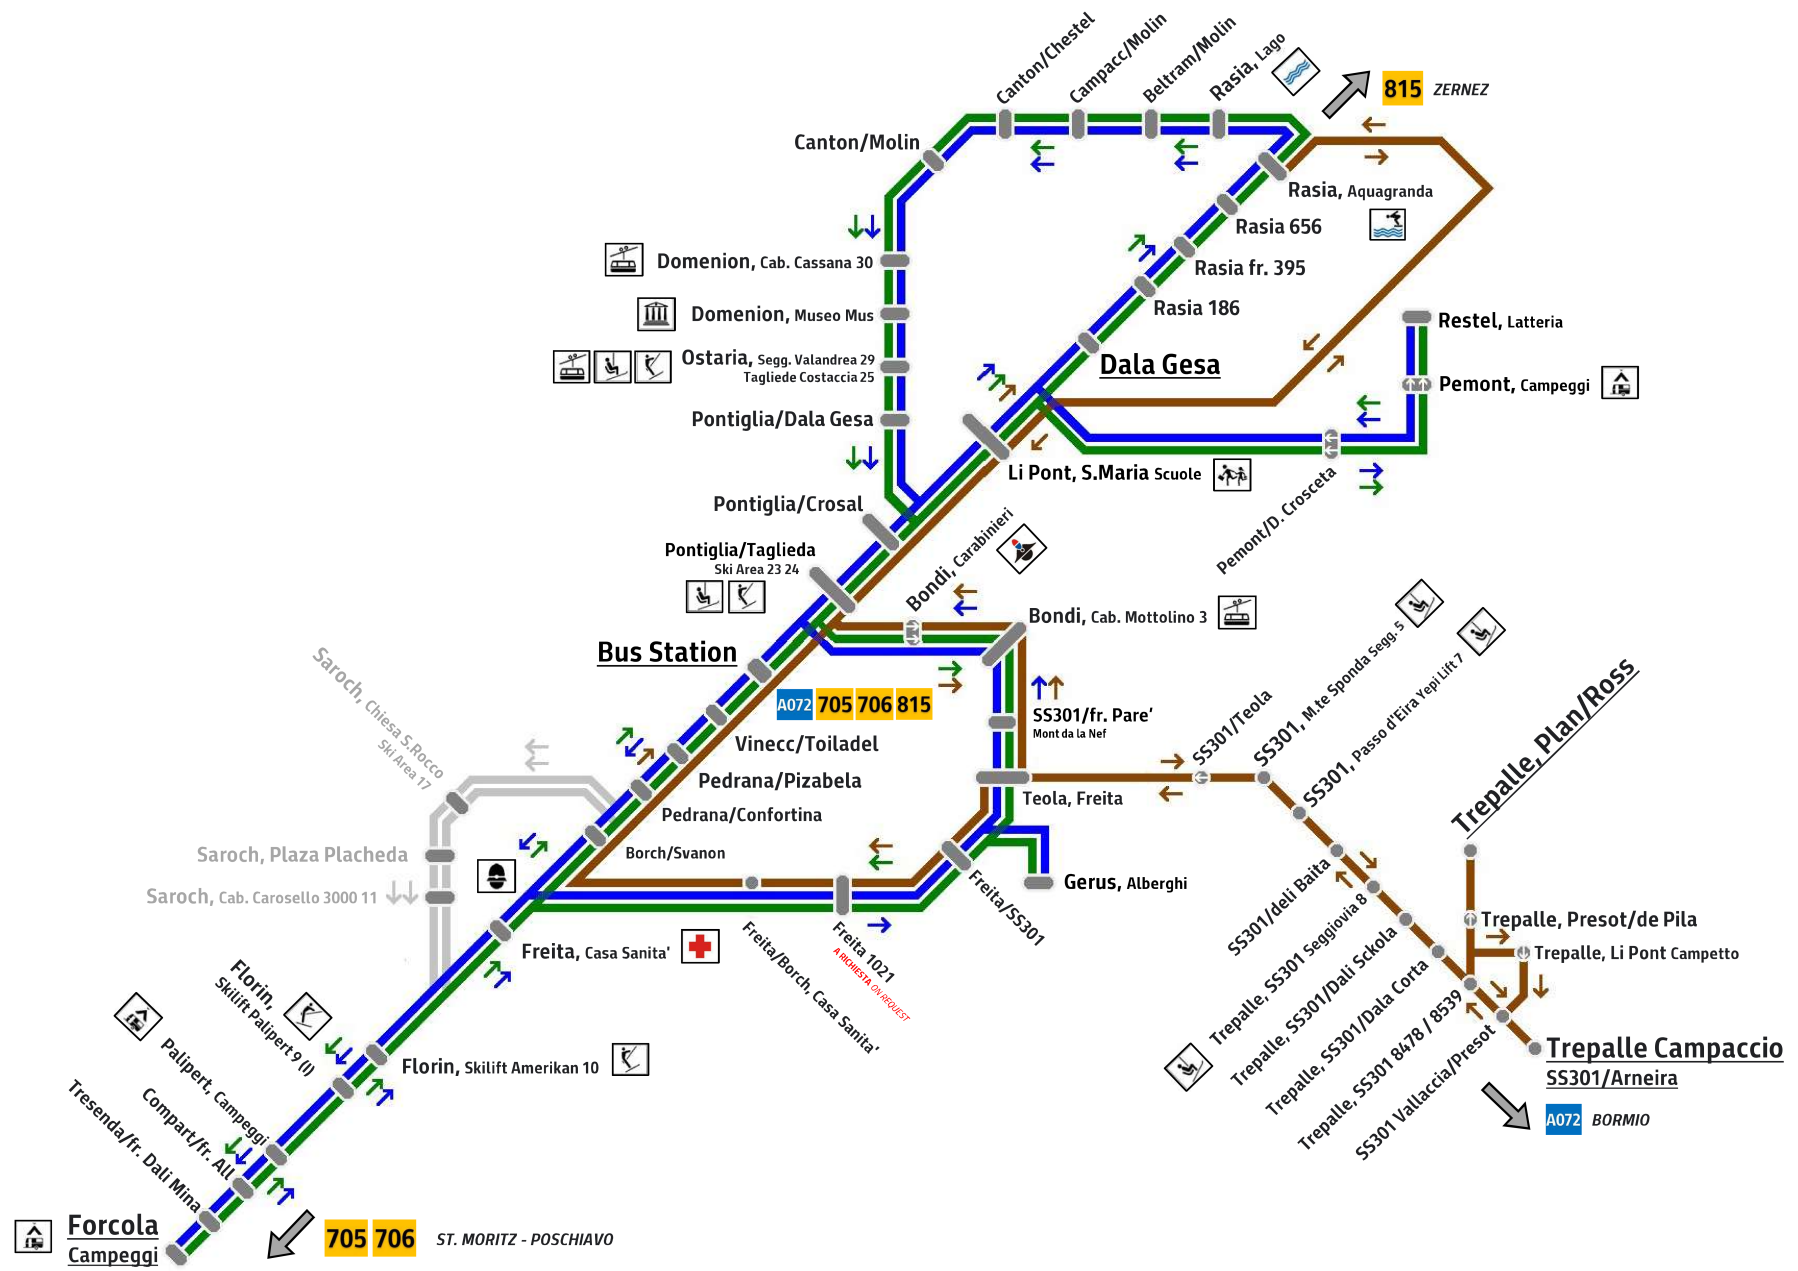 Canton/Chestel
Campacc/Molin
Beltram/Molin
Rasia, Lago
815 ZERNEZ
Canton/Molin
Rasia, Aquagranda
Rasia 656
Rasia fr. 395
Rasia 186
Domenion, Cab. Cassana 30
Domenion, Museo Mus
Ostaria, Segg. Valandrea 29
Tagliede Costaccia 25
Pontiglia/Dala Gesa
Dala Gesa
Restel, Latteria
Pemont, Campeggi
Li Pont, S.Maria Scuole
Pemont/D. Crosceta
Pontiglia/Crosal
Pontiglia/Taglieda
Ski Area 23 24
Bondi, Carabinieri
Bondi, Cab. Mottolino 3
Bus Station
A072 705 706 815
SS301/fr. Pare'
Mont da la Nef
Vinecc/Toiladel
Pedrana/Pizabela
Pedrana/Confortina
Borch/Svanon
Teola, Freita
SS301/Teola
SS301, M.te Sponda Segg. 5
SS301, Passo d'Eira Yepi Lift 7
Trepalle, Plan/Ross
Saroch, Chiesa S.Rocco
Ski Area 17
Saroch, Plaza Placheda
Saroch, Cab. Carosello 3000 11
Gerus, Alberghi
Freita/SS301
Freita 1021
A RICHIESTA ON REQUEST
Freita/Borch, Casa Sanita'
Freita, Casa Sanita'
SS301/deli Baita
Trepalle, SS301 Seggiovia 8
Trepalle, SS301/Dali Sckola
Trepalle, SS301/Dala Corta
Trepalle, SS301 8478 / 8539
SS301 Vallaccia/Presot
Trepalle, Presot/de Pila
Trepalle, Li Pont Campetto
Trepalle Campaccio
SS301/Arneira
A072 BORMIO
Florin,
Skilift Palipert 9 (I)
Florin, Skilift Amerikan 10
Palipert, Campeggi
Compart/fr. All
Tresenda/fr. Dali Mina
Forcola
Campeggi
705 706 ST. MORITZ - POSCHIAVO